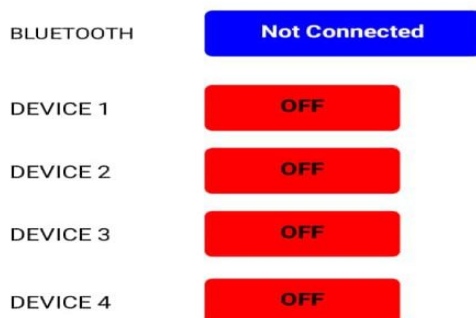 BLUETOOTH Not Connected
DEVICE 1 OFF
DEVICE 2 OFF
DEVICE 3 OFF
DEVICE 4 OFF